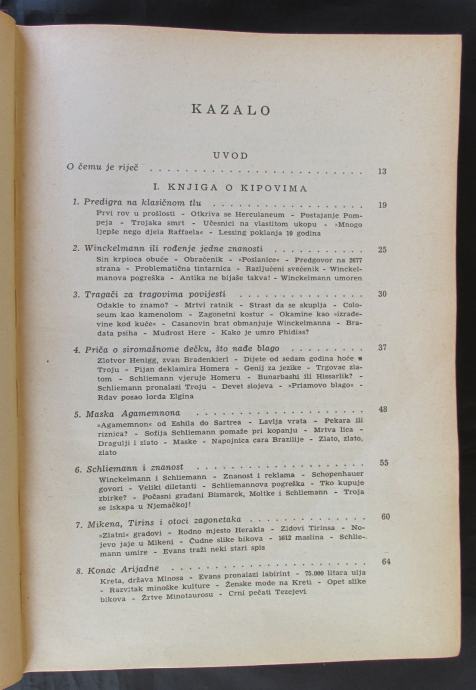 KAZALO
UVOD
O čemu je riječ . . . . . . . . . . . . . . . . . . . . . . . . . 13
I. KNJIGA O KIPOVIMA
1. Predigra na klasičnom tlu . . . . . . . . . . . . 19
Prvi rov u prošlosti - Otkriva se Herculaneum - Postajanje Pom-
peja - Trojaka smrt - Učesnici na vlastitom ukopu - »Mnogo
ljepše nego djela Raffaela« - Lessing poklanja 10 godina
2. Winckelmann ili rođenje jedne znanosti . . . . . . . 25
Sin krpioca obuće - Obračenik - »Poslanice« - Predgovor na 2677
strana - Problematična tintarnica - Razljućeni svećenik - Winckel-
mannova pogreška - Antika ne bijaše takva! - Winckelmann umoren
3. Tragači za tragovima povijesti . . . . . . . . . . 30
Odakle to znamo? - Mrtvi ratnik - Strast da se skuplja - Colo-
seum kao kamenolom - Zagonetni kostur - Okamine kao »izrađe-
vine kod kuće« - Casanovin brat obmanjuje Winckelmanna - Bra-
data psiha - Mudrost Here - Kako je umro Phidias?
4. Priča o siromašnome dečku, što nađe blago . . . . . . 37
Zlotvor Henigg, zvan Bradenkierl - Dijete od sedam godina hoće u
Troju - Pijan deklamira Homera - Genij za jezike - Trgovac zla-
tom - Schliemann vjeruje Homeru - Bunarbashi ili Hissarlik? -
Schliemann pronalazi Troju - Devet slojeva - »Priamovo blago« -
Rđav posao lorda Elgina
5. Maska Agamemnona . . . . . . . . . . . . . . . 48
»Agamemnon« od Eshila do Sartrea - Lavlja vrata - Pekara ili
riznica? - Sofija Schliemann pomaže pri kopanju - Mrtva lica -
Dragulji i zlato - Maske - Napojnica cara Brazilije - Zlato, zlato,
zlato
6. Schliemann i znanost . . . . . . . . . . . . . . 55
Winckelmann i Schliemann - Znanost i reklama - Schopenhauer
govori - Veliki diletanti - Schliemannova pogreška - Tko kupuje
zbirke? - Počasni građani Bismarck, Moltke i Schliemann - Troja
se iskapa u Njemačkoj!
7. Mikena, Tirins i otoci zagonetaka . . . . . . . . . . 60
»Zlatni« gradovi - Rodno mjesto Herakla - Zidovi Tirinsa - No-
jevo jaje u Mikeni - Čudne slike bikova - 1612 maslina - Schlie-
mann umire - Evans traži neki stari spis
8. Konac Arijadne . . . . . . . . . . . . . . . . . 64
Kreta, država Minosa - Evans pronalazi labirint - 75.000 litara ulja
- Razvitak minoške kulture - Ženske mode na Kreti - Opet slike
bikova - Žrtve Minotaurosu - Crni pečati Tezejevi